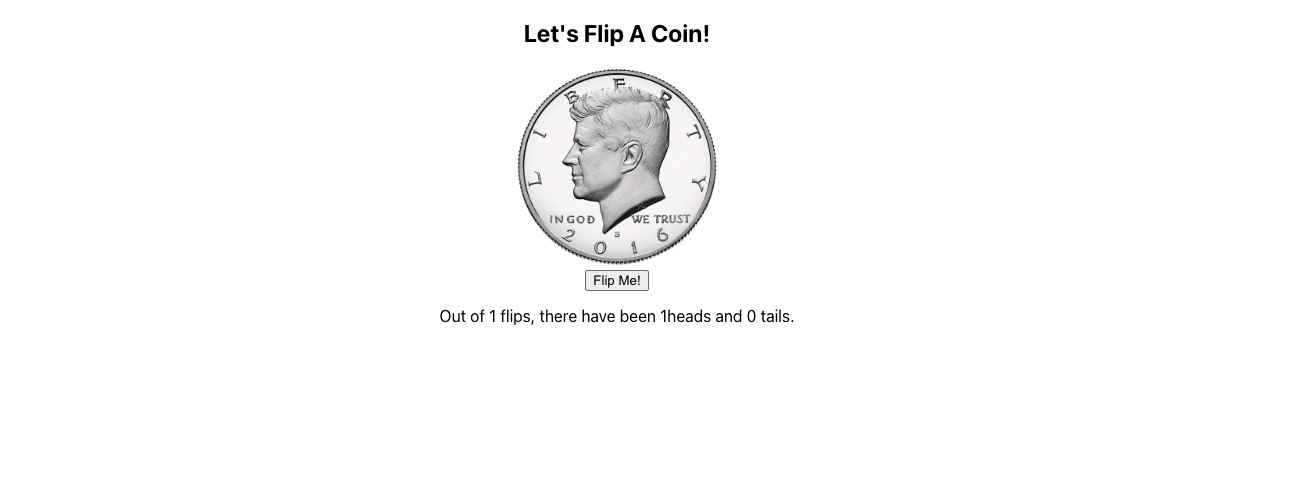 Let's Flip A Coin!
LIBERTY
IN GOD WE TRUST
S
2016
Flip Me!
Out of 1 flips, there have been 1heads and 0 tails.